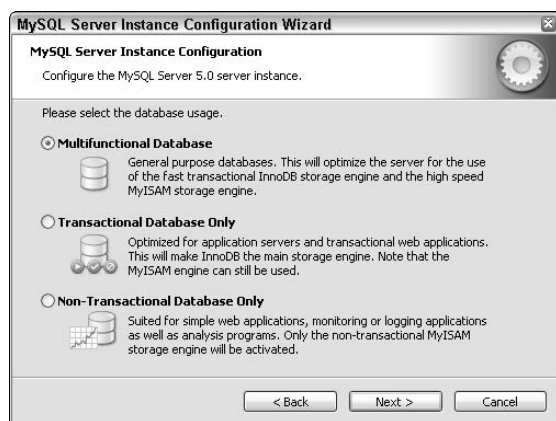 MySQL Server Instance Configuration Wizard
MySQL Server Instance Configuration
Configure the MySQL Server 5.0 server instance.
Please select the database usage.
Multifunctional Database
General purpose databases. This will optimize the server for the use
of the fast transactional InnoDB storage engine and the high speed
MyISAM storage engine.
Transactional Database Only
Optimized for application servers and transactional web applications.
This will make InnoDB the main storage engine. Note that the
MyISAM engine can still be used.
Non-Transactional Database Only
Suited for simple web applications, monitoring or logging applications
as well as analysis programs. Only the non-transactional MyISAM
storage engine will be activated.
< Back
Next >
Cancel